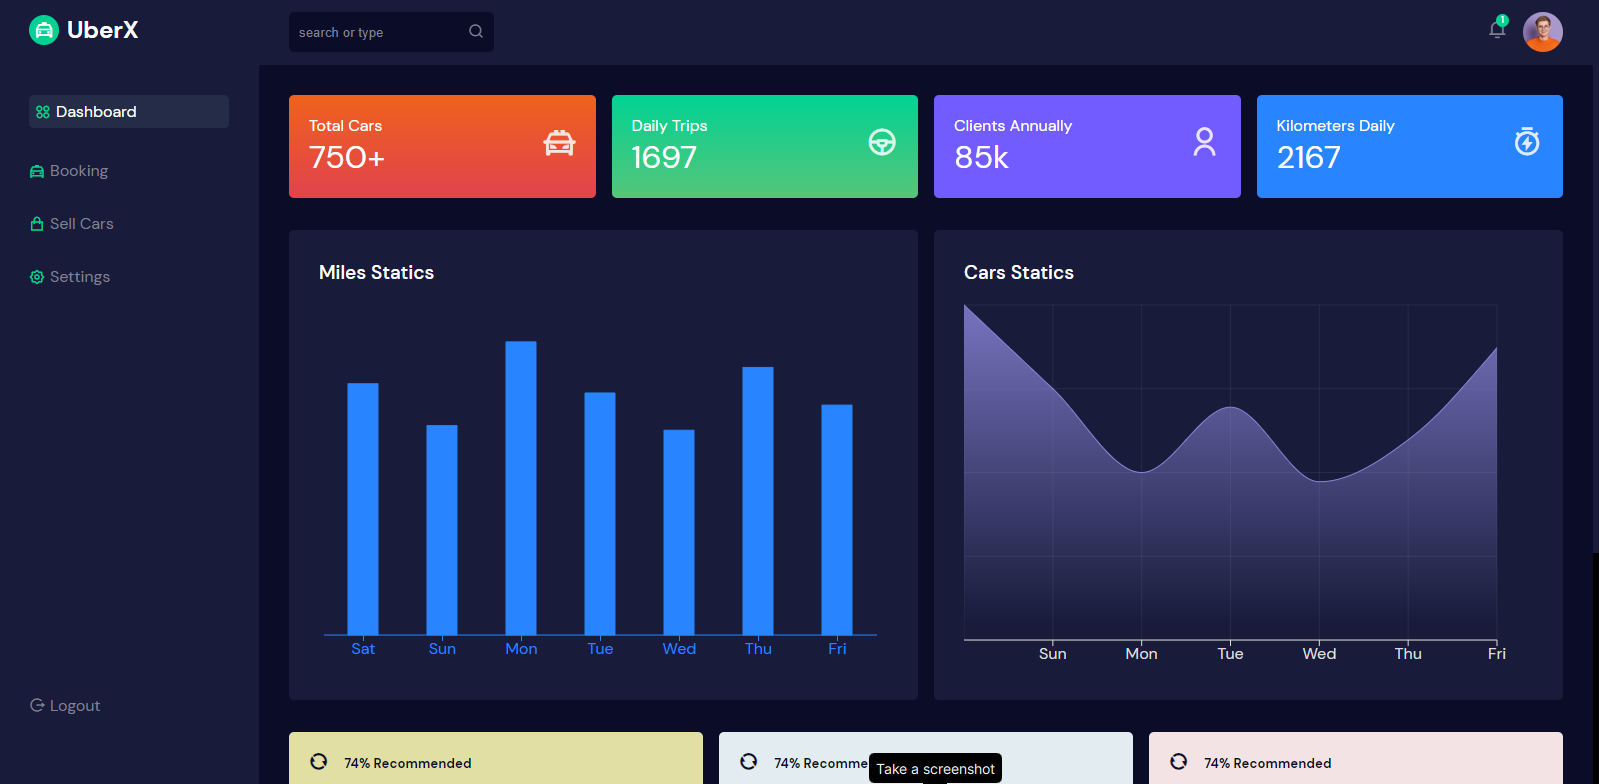 UberX
search or type
1
Dashboard
Booking
Sell Cars
Settings
Logout
Total Cars
750+
Daily Trips
1697
Clients Annually
85k
Kilometers Daily
2167
Miles Statics
Sat Sun Mon Tue Wed Thu Fri
Cars Statics
Sun Mon Tue Wed Thu Fri
74% Recommended
74% Recomme
Take a screenshot
74% Recommended